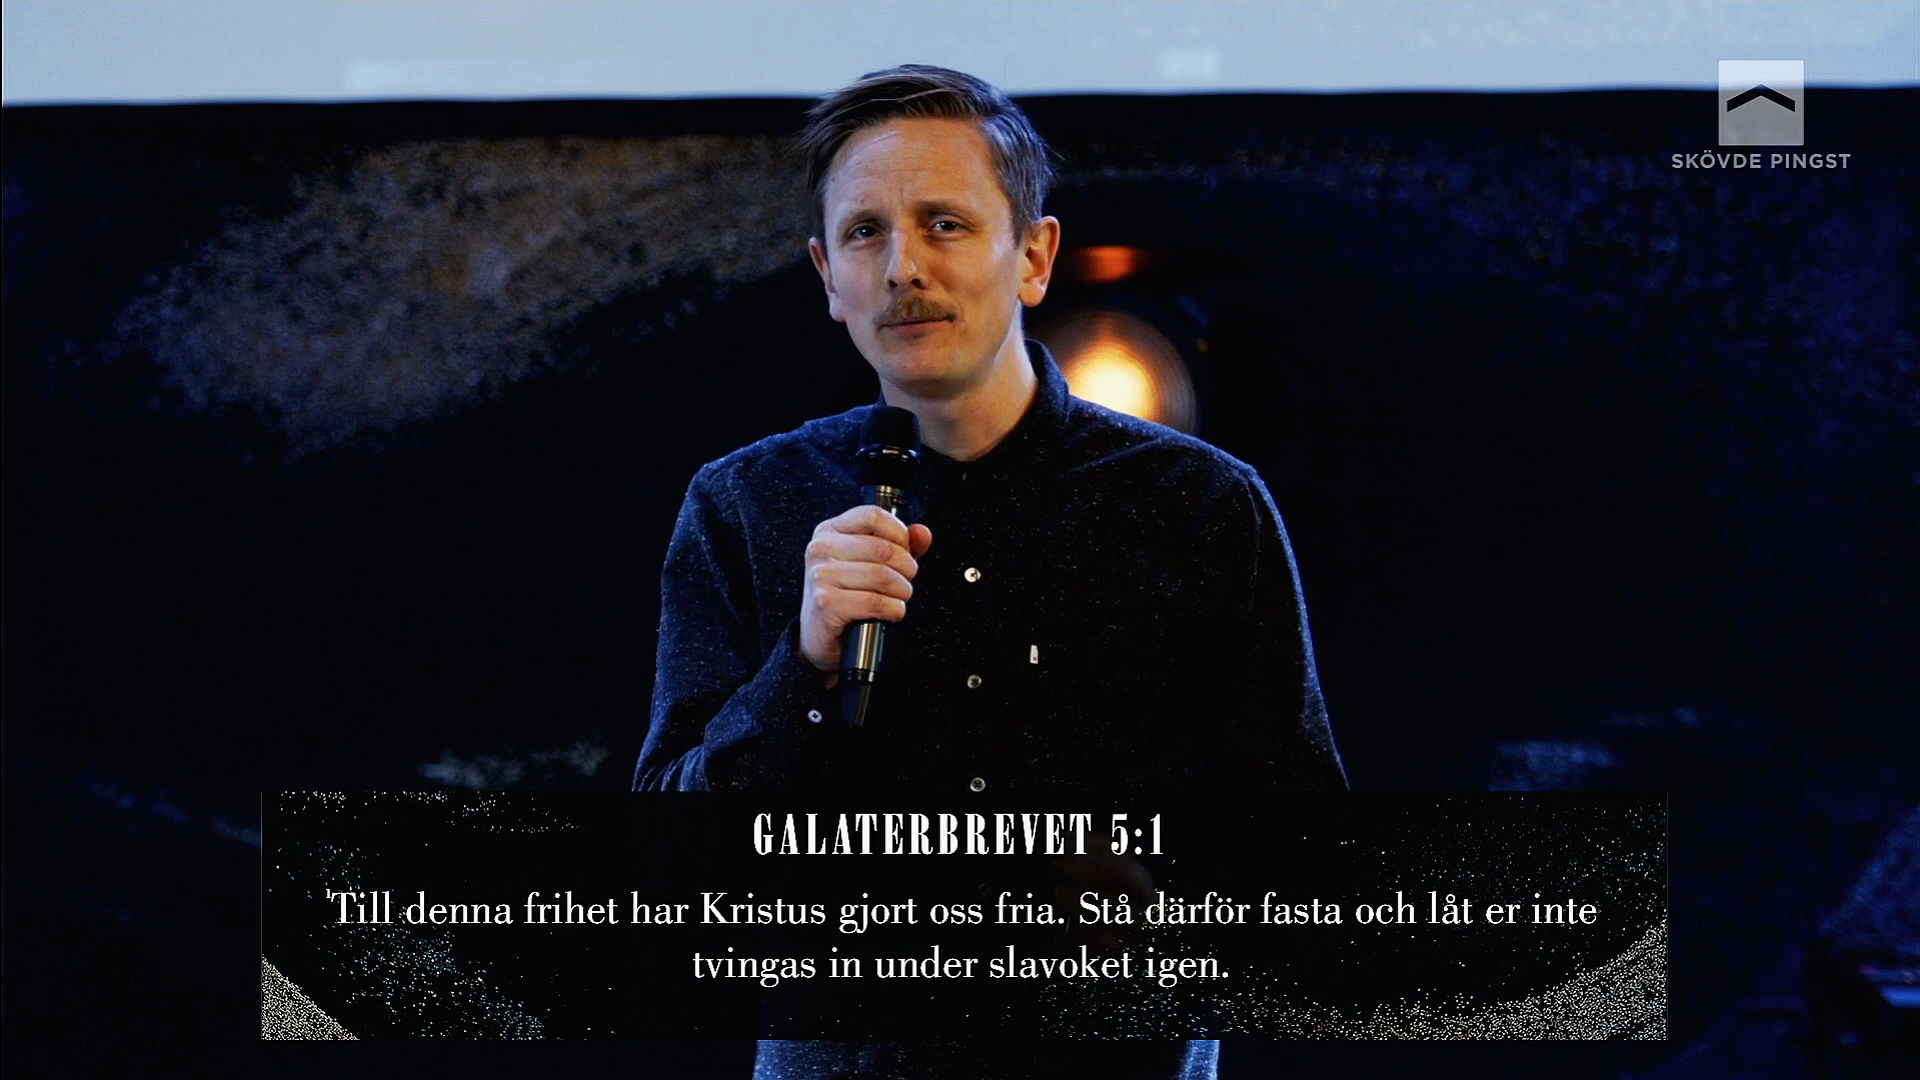 SKÖVDE PINGST
GALATERBREVET 5:1
¹Till denna frihet har Kristus gjort oss fria. Stå därför fasta och låt er inte
tvingas in under slavoket igen.